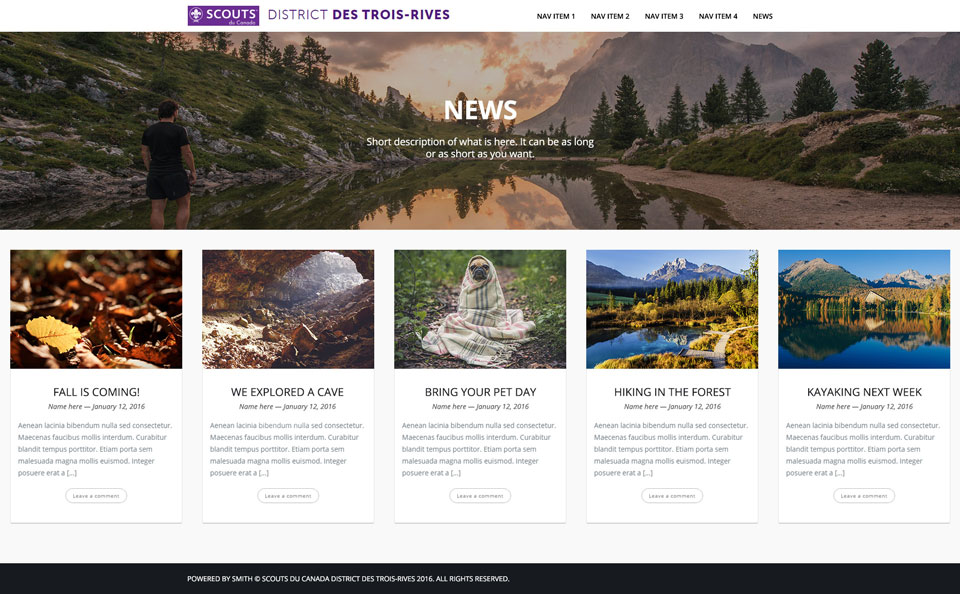 SCOUTS
du Canada
DISTRICT DES TROIS-RIVES
NAV ITEM 1
NAV ITEM 2
NAV ITEM 3
NAV ITEM 4
NEWS
NEWS
Short description of what is here. It can be as long
or as short as you want.
FALL IS COMING!
Name here — January 12, 2016
Aenean lacinia bibendum nulla sed consectetur.
Maecenas faucibus mollis interdum. Curabitur
blandit tempus porttitor. Etiam porta sem
malesuada magna mollis euismod. Integer
posuere erat a [...]
Leave a comment
WE EXPLORED A CAVE
Name here — January 12, 2016
Aenean lacinia bibendum nulla sed consectetur.
Maecenas faucibus mollis interdum. Curabitur
blandit tempus porttitor. Etiam porta sem
malesuada magna mollis euismod. Integer
posuere erat a [...]
Leave a comment
BRING YOUR PET DAY
Name here — January 12, 2016
Aenean lacinia bibendum nulla sed consectetur.
Maecenas faucibus mollis interdum. Curabitur
blandit tempus porttitor. Etiam porta sem
malesuada magna mollis euismod. Integer
posuere erat a [...]
Leave a comment
HIKING IN THE FOREST
Name here — January 12, 2016
Aenean lacinia bibendum nulla sed consectetur.
Maecenas faucibus mollis interdum. Curabitur
blandit tempus porttitor. Etiam porta sem
malesuada magna mollis euismod. Integer
posuere erat a [...]
Leave a comment
KAYAKING NEXT WEEK
Name here — January 12, 2016
Aenean lacinia bibendum nulla sed consectetur.
Maecenas faucibus mollis interdum. Curabitur
blandit tempus porttitor. Etiam porta sem
malesuada magna mollis euismod. Integer
posuere erat a [...]
Leave a comment
POWERED BY SMITH © SCOUTS DU CANADA DISTRICT DES TROIS-RIVES 2016. ALL RIGHTS RESERVED.